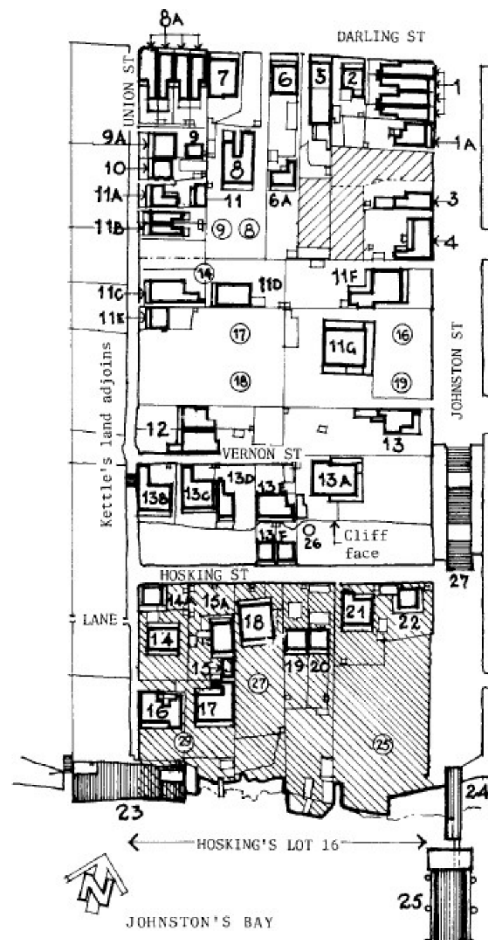 8A
DARLING ST
UNION ST
7
6
5
2
1
1A
9A
9
10
8
11A
11
6A
3
11B
9
8
4
14
11C
11D
11F
11E
17
11G
16
18
19
JOHNSTON ST
Kettle's land adjoins
12
13
VERNON ST
13B
13C
13D
13E
13A
13F
26
Cliff
face
27
HOSKING ST
14A
15A
21
22
LANE
14
18
19
20
15
16
17
27
29
25
23
24
HOSKING'S LOT 16
25
N
JOHNSTON'S BAY